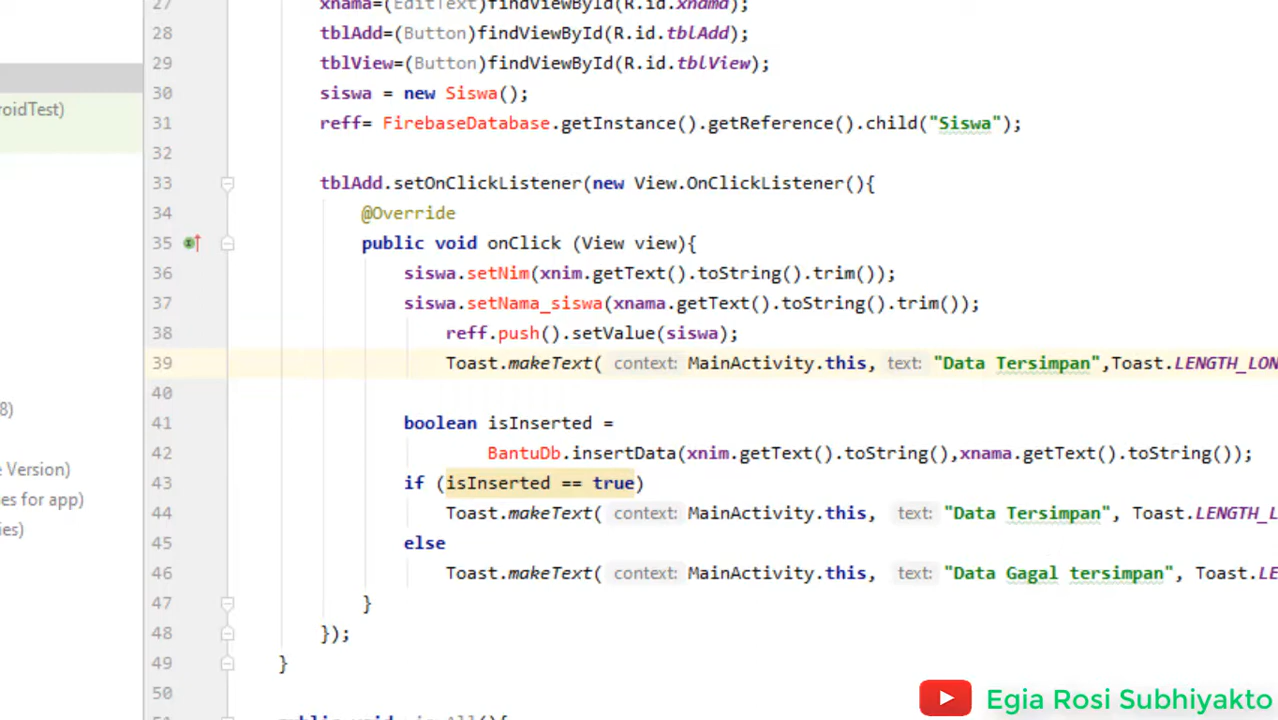 27 xnama=(EditText)findViewById(R.id.xnama);
28 tblAdd=(Button)findViewById(R.id.tblAdd);
29 tblView=(Button)findViewById(R.id.tblView);
30 siswa = new Siswa();
31 reff= FirebaseDatabase.getInstance().getReference().child("Siswa");
32
33 tblAdd.setOnClickListener(new View.OnClickListener(){
roidTest)
34 @Override
35 public void onClick (View view){
36 siswa.setNim(xnim.getText().toString().trim());
37 siswa.setNama_siswa(xnama.getText().toString().trim());
38 reff.push().setValue(siswa);
39 Toast.makeText( context: MainActivity.this, text: "Data Tersimpan",Toast.LENGTH_LON
40
8)
41 boolean isInserted =
42 BantuDb.insertData(xnim.getText().toString(),xnama.getText().toString());
e Version)
43 if (isInserted == true)
es for app)
44 Toast.makeText( context: MainActivity.this, text: "Data Tersimpan", Toast.LENGTH_L
ies)
45 else
46 Toast.makeText( context: MainActivity.this, text: "Data Gagal tersimpan", Toast.LE
47 }
48 });
49 }
50
Egia Rosi Subhiyakto